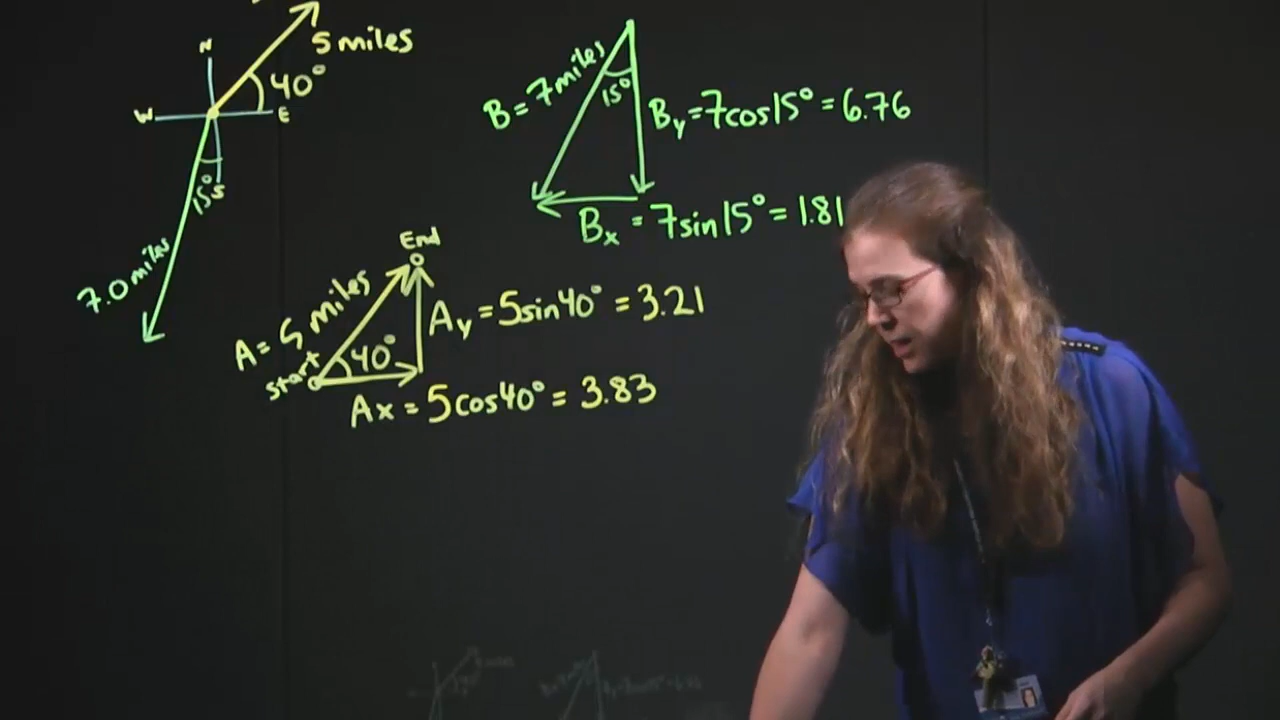 5 miles
N
40°
W
E
15°
S
7.0 miles
B = 7 miles
15°
By = 7cos15° = 6.76
Bx = 7sin15° = 1.81
End
A = 5 miles
start
40°
Ay = 5sin40° = 3.21
Ax = 5cos40° = 3.83